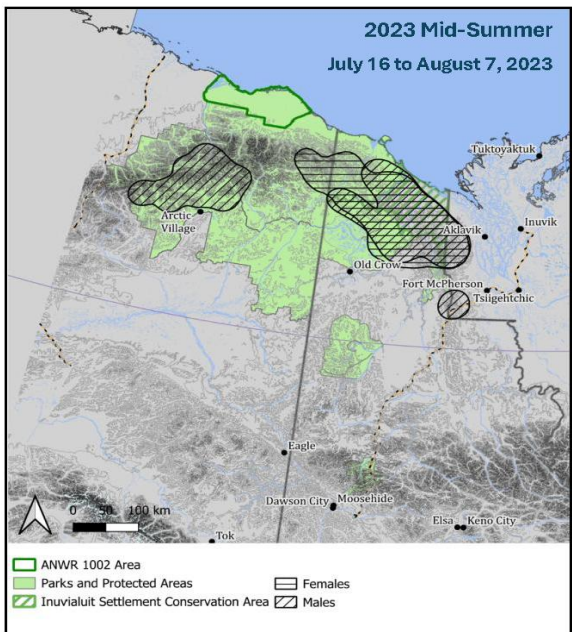 2023 Mid-Summer
July 16 to August 7, 2023
Tuktoyaktuk
Inuvik
Aklavik
Arctic
Village
Old Crow
Fort McPherson
Tsiigehtchic
Eagle
Dawson City
Moosehide
Elsa
Keno City
0 50 100 km
Tok
ANWR 1002 Area
Parks and Protected Areas
Females
Inuvialuit Settlement Conservation Area
Males